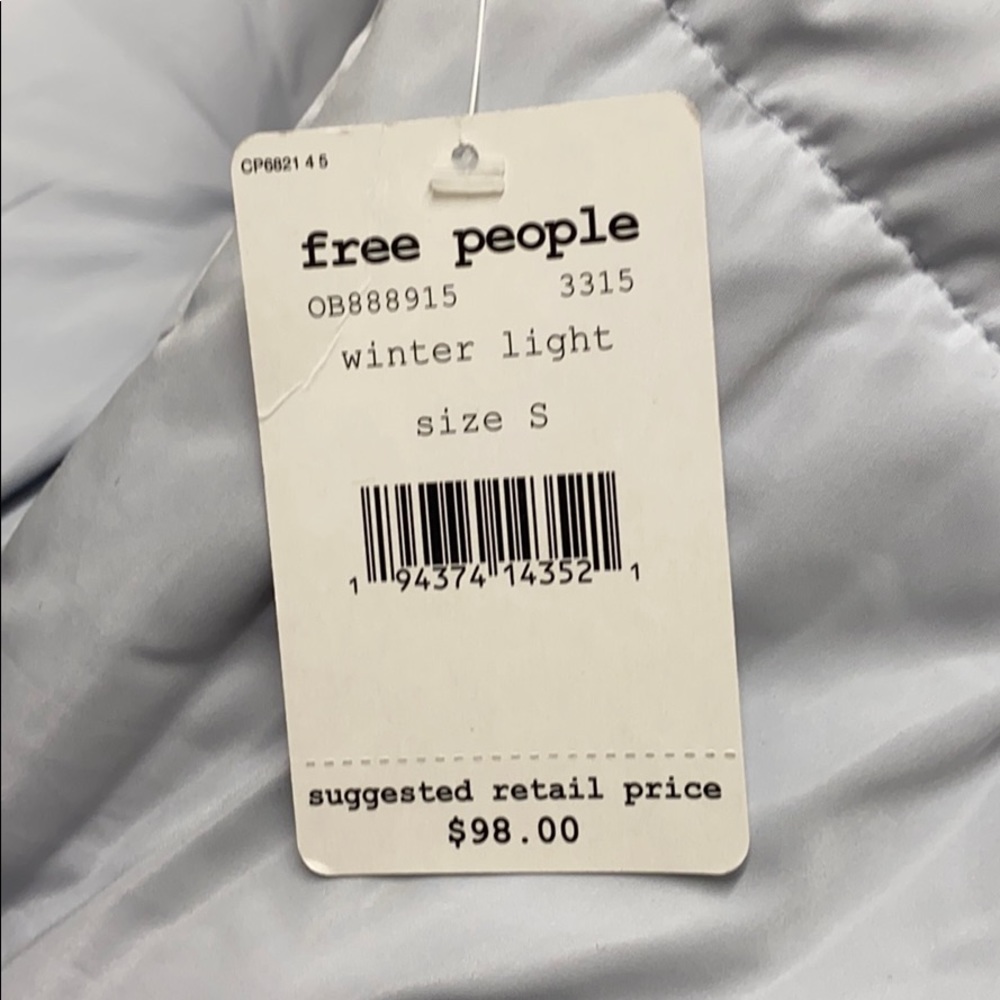 CP6821 4 5
free people
OB888915 3315
winter light
size S
1 94374 14352 1
suggested retail price
$98.00